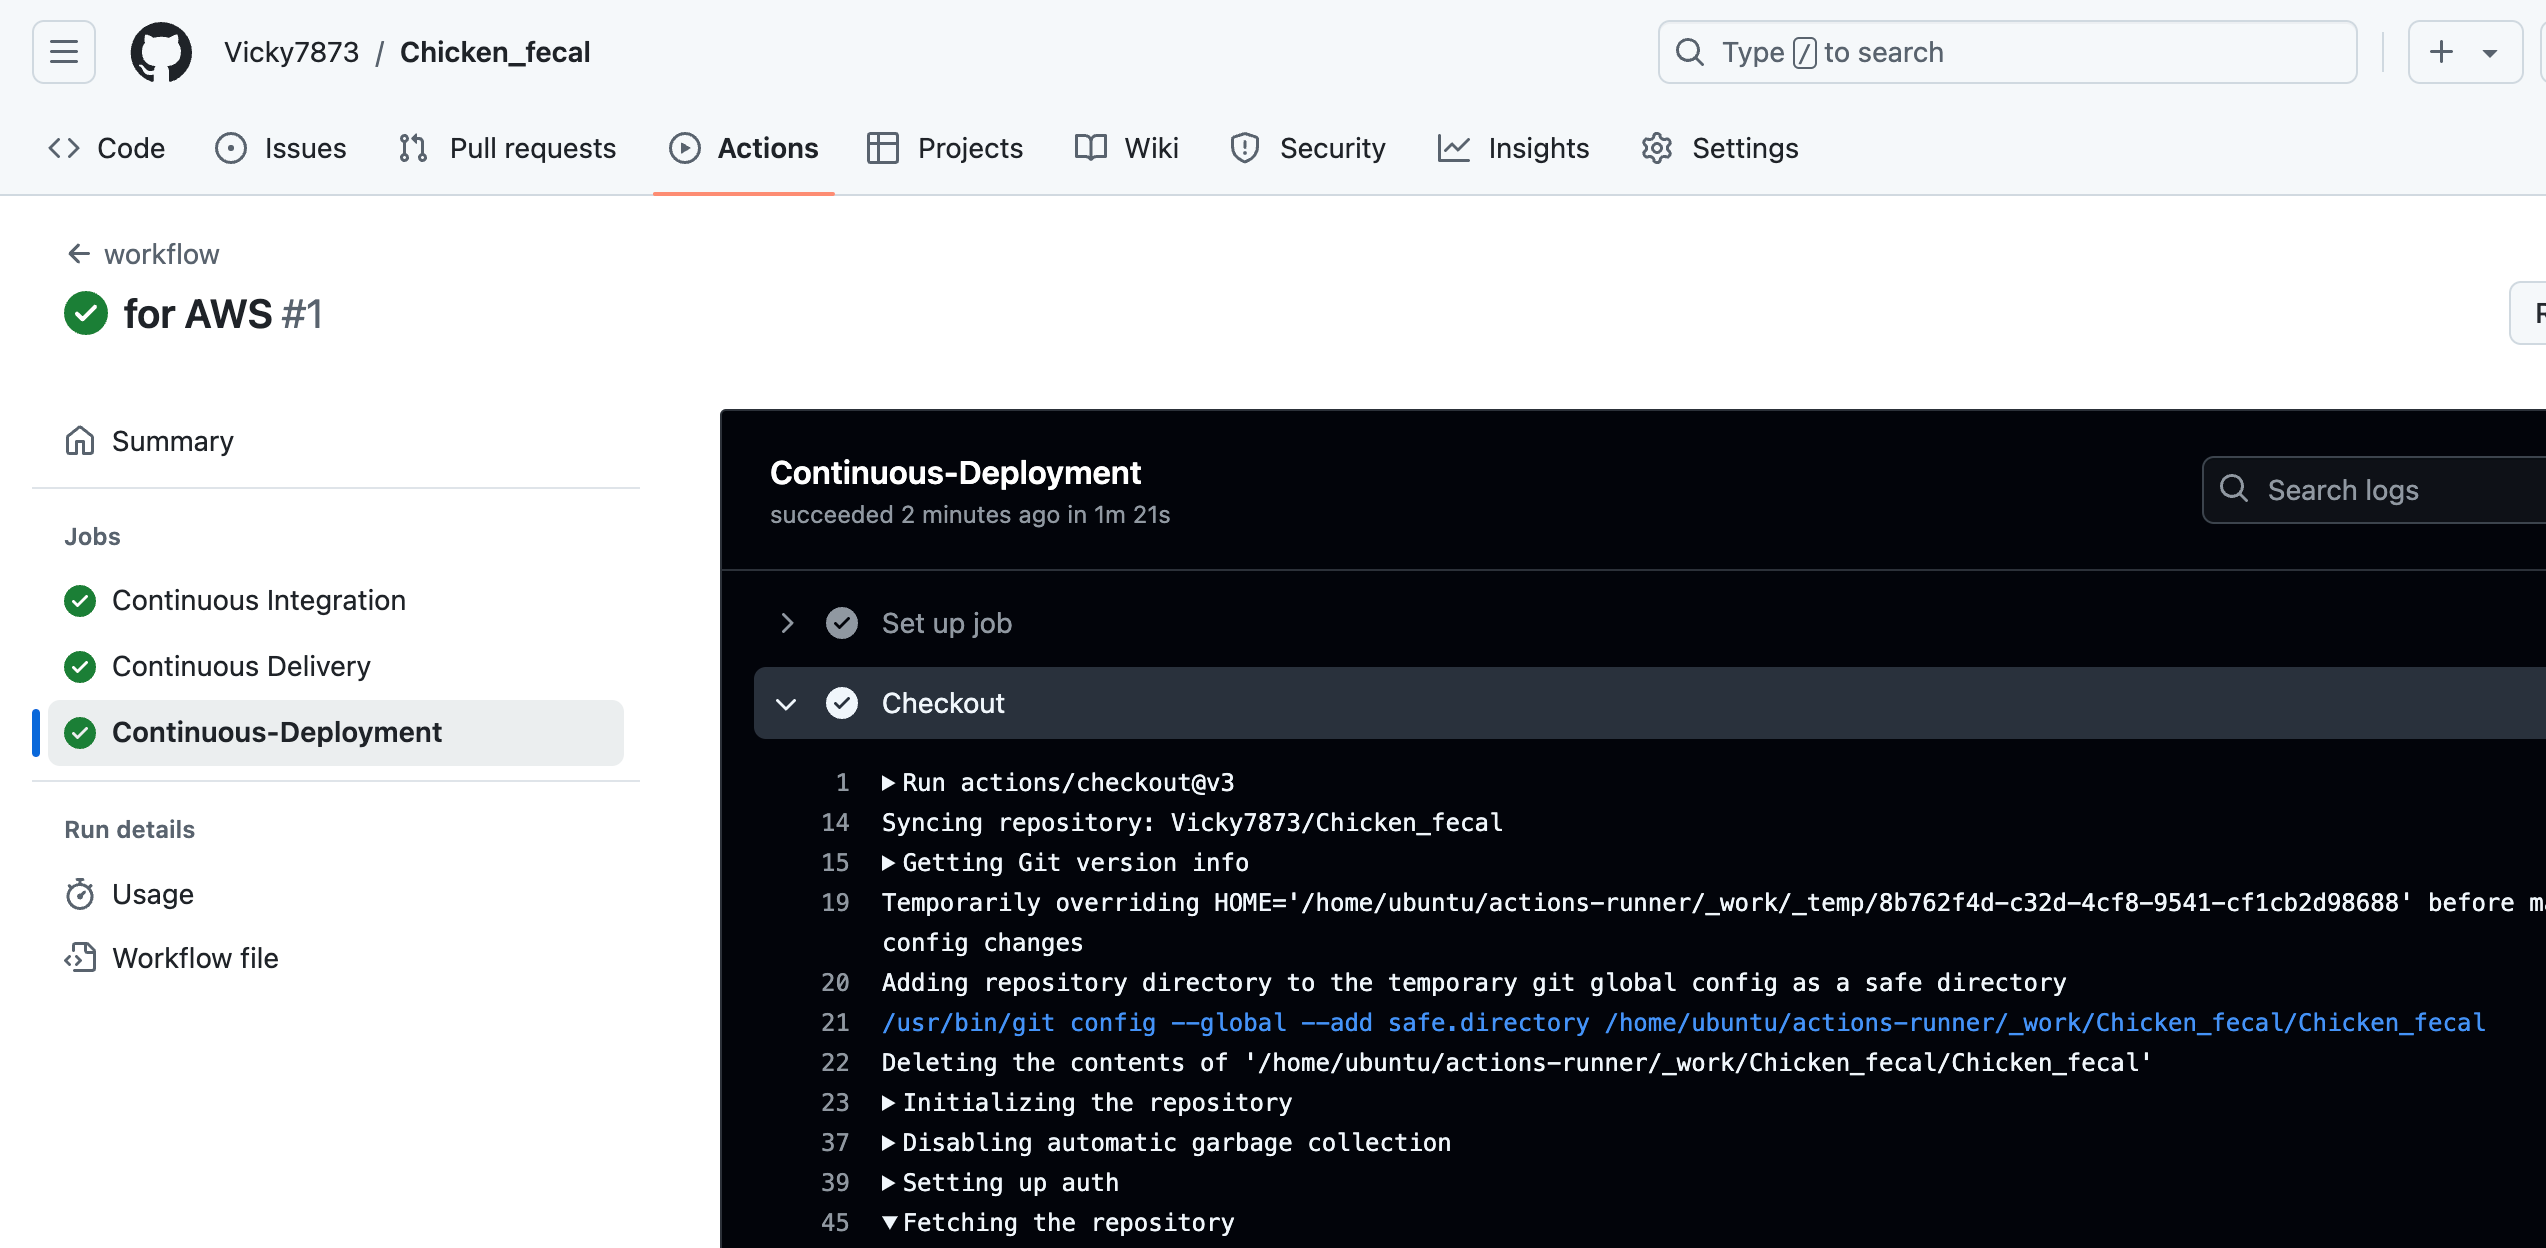 Vicky7873 / Chicken_fecal
Type / to search
Code
Issues
Pull requests
Actions
Projects
Wiki
Security
Insights
Settings
workflow
for AWS #1
Summary
Jobs
Continuous Integration
Continuous Delivery
Continuous-Deployment
Run details
Usage
Workflow file
Continuous-Deployment
succeeded 2 minutes ago in 1m 21s
Search logs
Set up job
Checkout
1 Run actions/checkout@v3
14 Syncing repository: Vicky7873/Chicken_fecal
15 Getting Git version info
19 Temporarily overriding HOME='/home/ubuntu/actions-runner/_work/_temp/8b762f4d-c32d-4cf8-9541-cf1cb2d98688' before
config changes
20 Adding repository directory to the temporary git global config as a safe directory
21 /usr/bin/git config --global --add safe.directory /home/ubuntu/actions-runner/_work/Chicken_fecal/Chicken_fecal
22 Deleting the contents of '/home/ubuntu/actions-runner/_work/Chicken_fecal/Chicken_fecal'
23 Initializing the repository
37 Disabling automatic garbage collection
39 Setting up auth
45 Fetching the repository